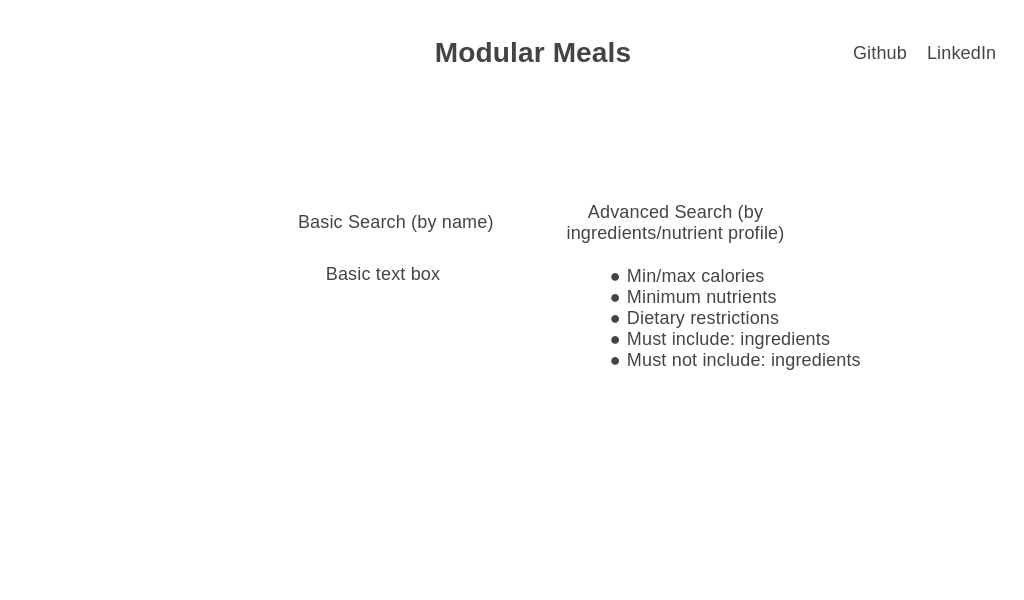 Modular Meals
Github LinkedIn
Basic Search (by name)
Basic text box
Advanced Search (by
ingredients/nutrient profile)
● Min/max calories
● Minimum nutrients
● Dietary restrictions
● Must include: ingredients
● Must not include: ingredients